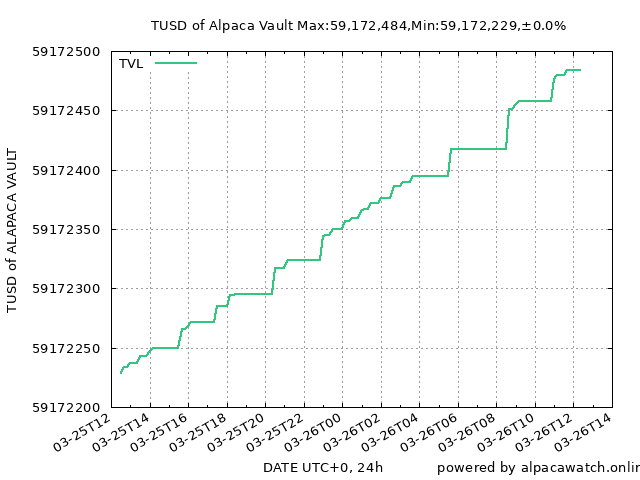 TUSD of Alpaca Vault Max:59,172,484,Min:59,172,229,±0.0%
TUSD of ALAPACA VAULT
59172500
59172450
59172400
59172350
59172300
59172250
59172200
TVL
03-25T12
03-25T14
03-25T16
03-25T18
03-25T20
03-25T22
03-26T00
03-26T02
03-26T04
03-26T06
03-26T08
03-26T10
03-26T12
03-26T14
DATE UTC+0, 24h
powered by alpacawatch.onlin